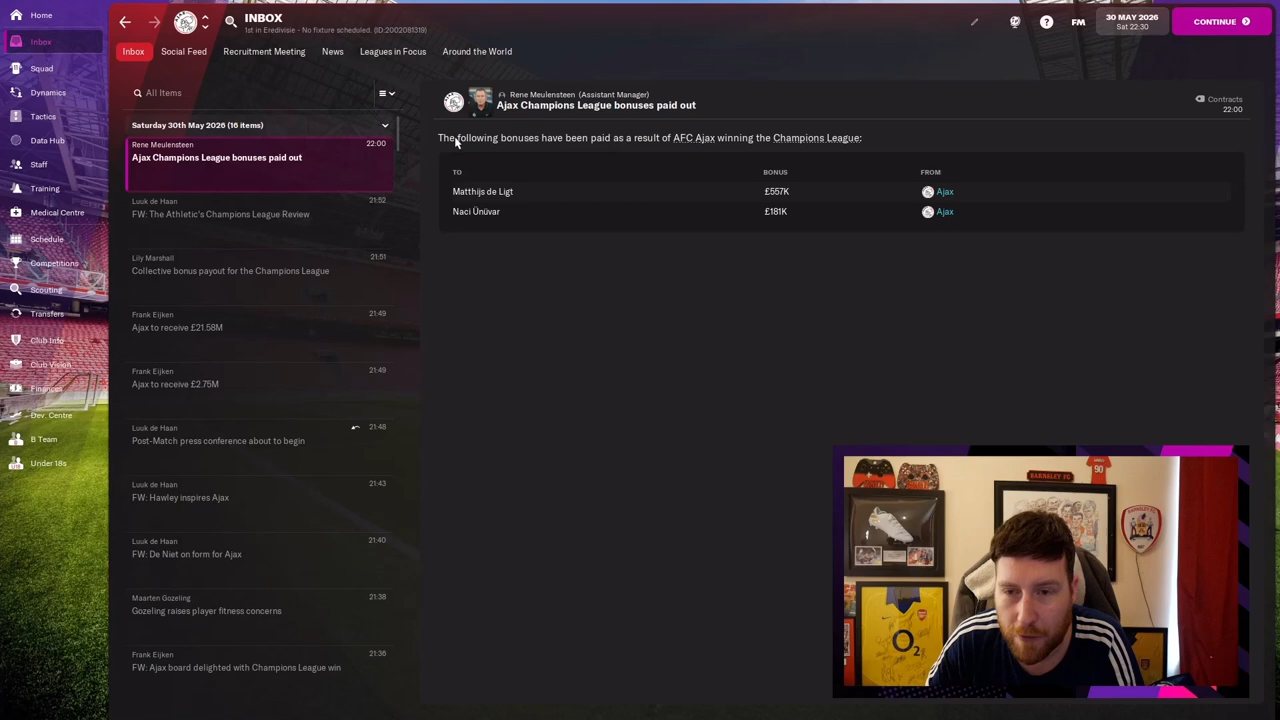 Home
Inbox
Squad
Dynamics
Tactics
Data Hub
Staff
Training
Medical Centre
Schedule
Competitions
Scouting
Transfers
Club Info
Club Vision
Finances
Dev. Centre
B Team
Under 18s
INBOX
1st in Eredivisie - No fixture scheduled. (ID:2002081319)
FM
30 MAY 2026
Sat 22:30
CONTINUE
Inbox
Social Feed
Recruitment Meeting
News
Leagues in Focus
Around the World
All Items
Saturday 30th May 2026 (16 items)
Rene Meulensteen 22:00
Ajax Champions League bonuses paid out
Luuk de Haan 21:52
FW: The Athletic's Champions League Review
Lily Marshall 21:51
Collective bonus payout for the Champions League
Frank Eijken 21:49
Ajax to receive £21.58M
Frank Eijken 21:49
Ajax to receive £2.75M
Luuk de Haan 21:48
Post-Match press conference about to begin
Luuk de Haan 21:43
FW: Hawley inspires Ajax
Luuk de Haan 21:40
FW: De Niet on form for Ajax
Maarten Gozeling 21:38
Gozeling raises player fitness concerns
Frank Eijken 21:36
FW: Ajax board delighted with Champions League win
Rene Meulensteen (Assistant Manager)
Ajax Champions League bonuses paid out
Contracts
22:00
The following bonuses have been paid as a result of AFC Ajax winning the Champions League:
TO BONUS FROM
Matthijs de Ligt £557K Ajax
Naci Ünüvar £181K Ajax
BARNSLEY FC
90
O2